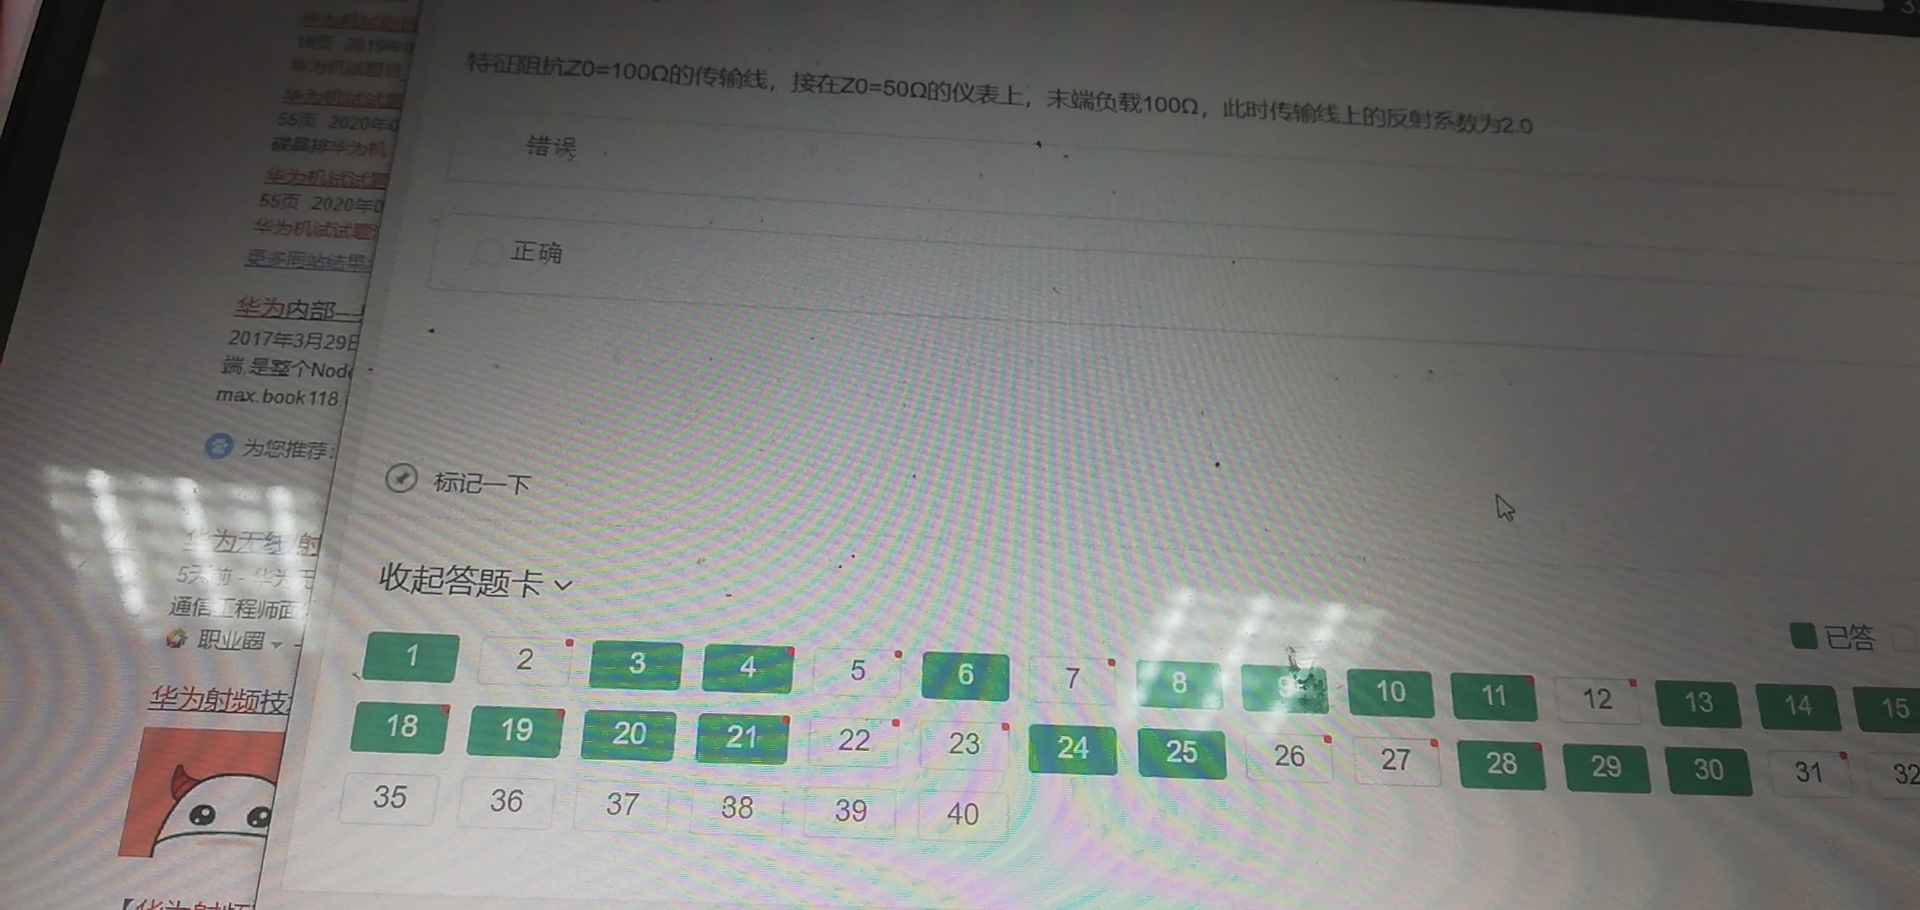 华为机试题
18页 2019年0
华为机试题
华为机试试题
55页 2020年0
碟晶排华为机
华为机试试题
55页 2020年0
华为机试试题
更多同站结果
华为内部—
2017年3月29日
端,是整个Node
max.book118.
为您推荐:
华为无线射
5天前 - 华为
通信工程师面
职业圈
华为射频技
【华为射频
特征阻抗Z0=100Ω的传输线，接在Z0=50Ω的仪表上，末端负载100Ω，此时传输线上的反射系数为2.0
错误
正确
标记一下
收起答题卡
已答
1 2 3 4 5 6 7 8 9 10 11 12 13 14 15
18 19 20 21 22 23 24 25 26 27 28 29 30 31 32
35 36 37 38 39 40